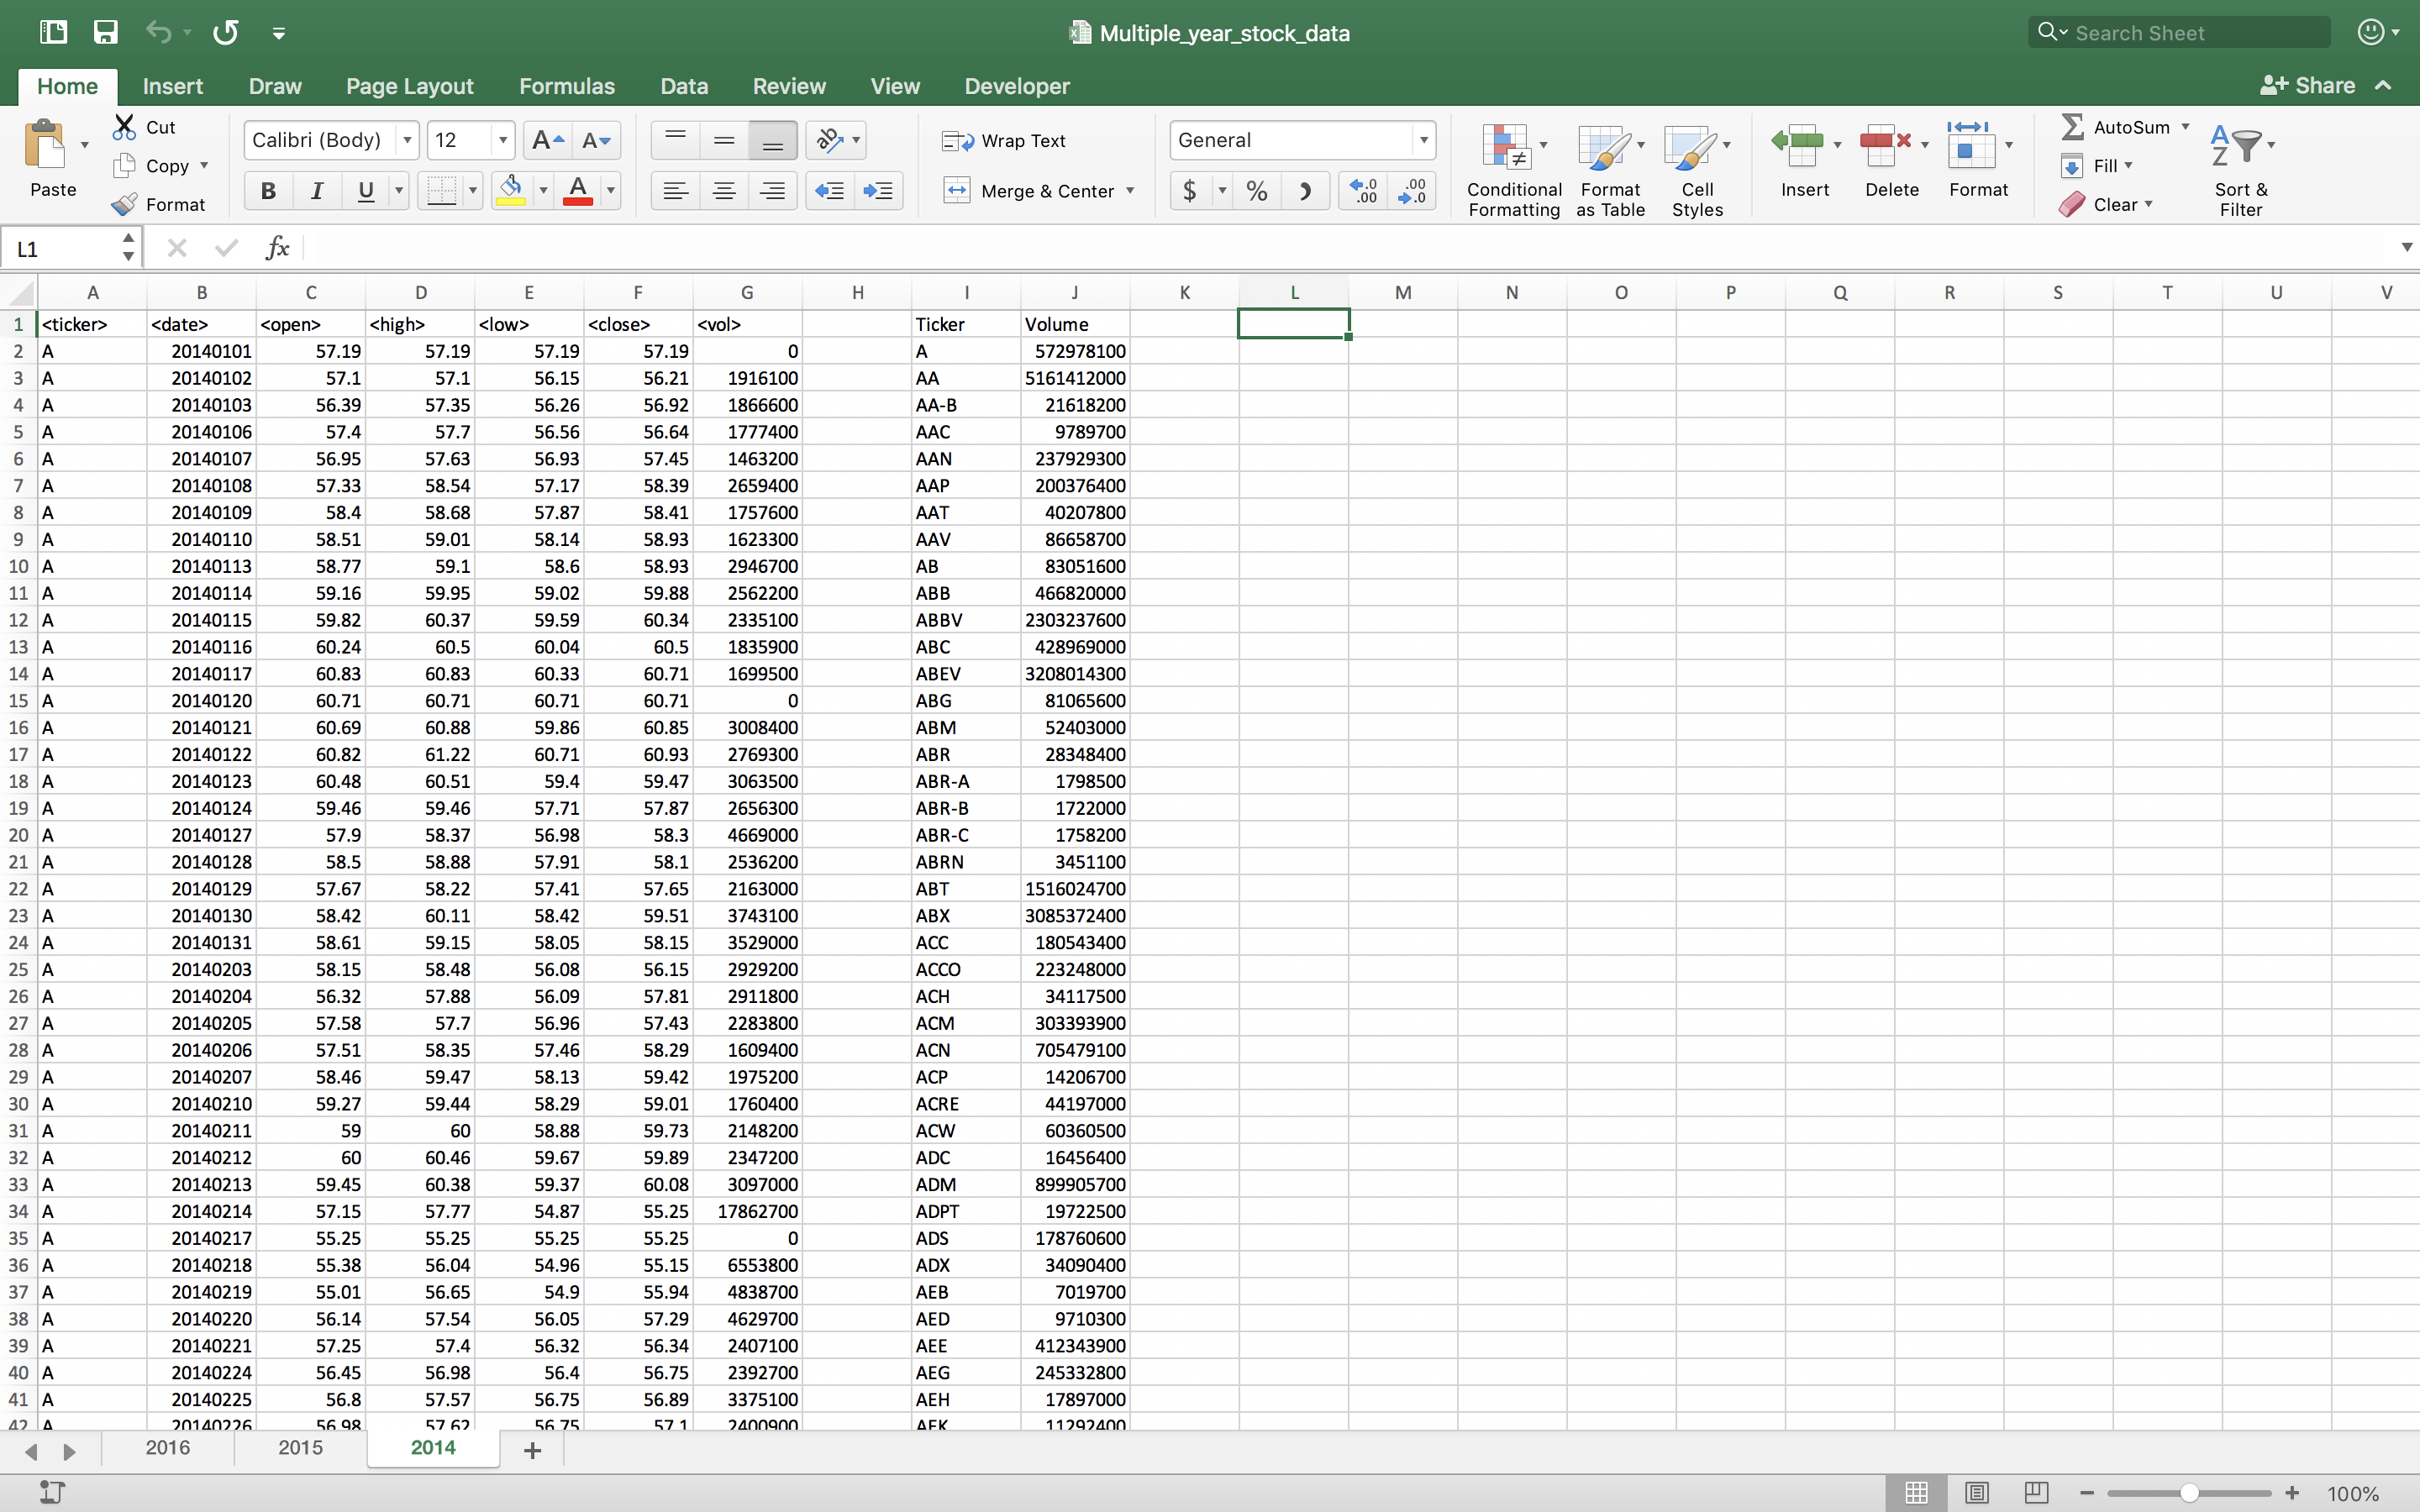 Multiple_year_stock_data
Search Sheet
Home Insert Draw Page Layout Formulas Data Review View Developer
Share
Paste
Cut
Copy
Format
Calibri (Body) 12
A A
B I U A
Wrap Text
Merge & Center
General
$ % .0 .00 .00 .0
Conditional Formatting
Format as Table
Cell Styles
Insert
Delete
Format
AutoSum
Fill
Clear
A Z
Sort & Filter
L1 fx
A B C D E F G H I J K L M N O P Q R S T U V
1 <ticker> <date> <open> <high> <low> <close> <vol> Ticker Volume
2 A 20140101 57.19 57.19 57.19 57.19 0 A 572978100
3 A 20140102 57.1 57.1 56.15 56.21 1916100 AA 5161412000
4 A 20140103 56.39 57.35 56.26 56.92 1866600 AA-B 21618200
5 A 20140106 57.4 57.7 56.56 56.64 1777400 AAC 9789700
6 A 20140107 56.95 57.63 56.93 57.45 1463200 AAN 237929300
7 A 20140108 57.33 58.54 57.17 58.39 2659400 AAP 200376400
8 A 20140109 58.4 58.68 57.87 58.41 1757600 AAT 40207800
9 A 20140110 58.51 59.01 58.14 58.93 1623300 AAV 86658700
10 A 20140113 58.77 59.1 58.6 58.93 2946700 AB 83051600
11 A 20140114 59.16 59.95 59.02 59.88 2562200 ABB 466820000
12 A 20140115 59.82 60.37 59.59 60.34 2335100 ABBV 2303237600
13 A 20140116 60.24 60.5 60.04 60.5 1835900 ABC 428969000
14 A 20140117 60.83 60.83 60.33 60.71 1699500 ABEV 3208014300
15 A 20140120 60.71 60.71 60.71 60.71 0 ABG 81065600
16 A 20140121 60.69 60.88 59.86 60.85 3008400 ABM 52403000
17 A 20140122 60.82 61.22 60.71 60.93 2769300 ABR 28348400
18 A 20140123 60.48 60.51 59.4 59.47 3063500 ABR-A 1798500
19 A 20140124 59.46 59.46 57.71 57.87 2656300 ABR-B 1722000
20 A 20140127 57.9 58.37 56.98 58.3 4669000 ABR-C 1758200
21 A 20140128 58.5 58.88 57.91 58.1 2536200 ABRN 3451100
22 A 20140129 57.67 58.22 57.41 57.65 2163000 ABT 1516024700
23 A 20140130 58.42 60.11 58.42 59.51 3743100 ABX 3085372400
24 A 20140131 58.61 59.15 58.05 58.15 3529000 ACC 180543400
25 A 20140203 58.15 58.48 56.08 56.15 2929200 ACCO 223248000
26 A 20140204 56.32 57.88 56.09 57.81 2911800 ACH 34117500
27 A 20140205 57.58 57.7 56.96 57.43 2283800 ACM 303393900
28 A 20140206 57.51 58.35 57.46 58.29 1609400 ACN 705479100
29 A 20140207 58.46 59.47 58.13 59.42 1975200 ACP 14206700
30 A 20140210 59.27 59.44 58.29 59.01 1760400 ACRE 44197000
31 A 20140211 59 60 58.88 59.73 2148200 ACW 60360500
32 A 20140212 60 60.46 59.67 59.89 2347200 ADC 16456400
33 A 20140213 59.45 60.38 59.37 60.08 3097000 ADM 899905700
34 A 20140214 57.15 57.77 54.87 55.25 17862700 ADPT 19722500
35 A 20140217 55.25 55.25 55.25 55.25 0 ADS 178760600
36 A 20140218 55.38 56.04 54.96 55.15 6553800 ADX 34090400
37 A 20140219 55.01 56.65 54.9 55.94 4838700 AEB 7019700
38 A 20140220 56.14 57.54 56.05 57.29 4629700 AED 9710300
39 A 20140221 57.25 57.4 56.32 56.34 2407100 AEE 412343900
40 A 20140224 56.45 56.98 56.4 56.75 2392700 AEG 245332800
41 A 20140225 56.8 57.57 56.75 56.89 3375100 AEH 17897000
42 A 20140226 56.98 57.62 56.75 57.1 2400900 AEK 11292400
2016 2015 2014
100%